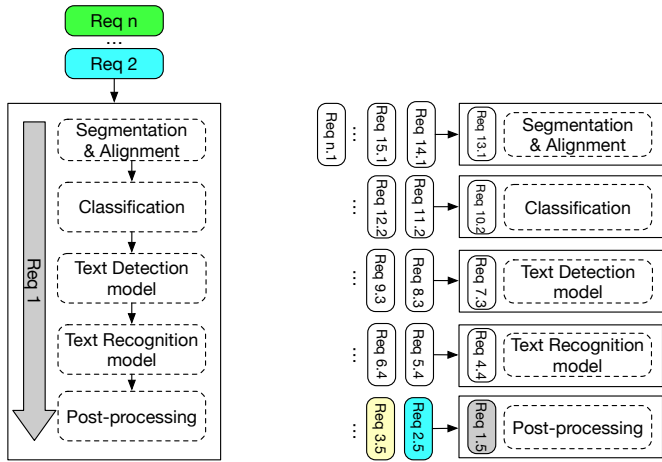 Req n
...
Req 2
Req 1
Segmentation
& Alignment
Classification
Text Detection
model
Text Recognition
model
Post-processing
Req n.1
...
Req 15.1
Req 14.1
Req 13.1
Segmentation
& Alignment
...
Req 12.2
Req 11.2
Req 10.2
Classification
...
Req 9.3
Req 8.3
Req 7.3
Text Detection
model
...
Req 6.4
Req 5.4
Req 4.4
Text Recognition
model
...
Req 3.5
Req 2.5
Req 1.5
Post-processing